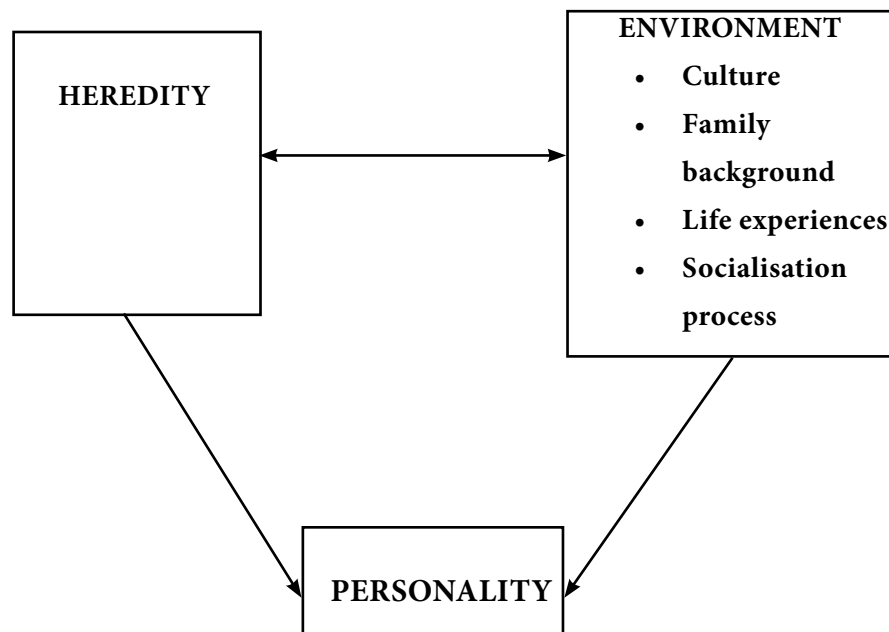 HEREDITY
ENVIRONMENT
• Culture
• Family
background
• Life experiences
• Socialisation
process
PERSONALITY